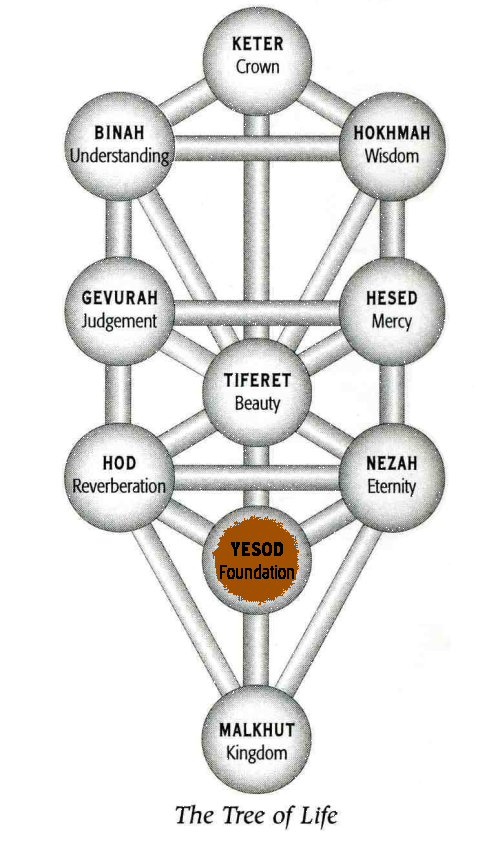 KETER
Crown
BINAH
Understanding
HOKHMAH
Wisdom
GEVURAH
Judgement
HESED
Mercy
TIFERET
Beauty
HOD
Reverberation
NEZAH
Eternity
YESOD
Foundation
MALKHUT
Kingdom
The Tree of Life